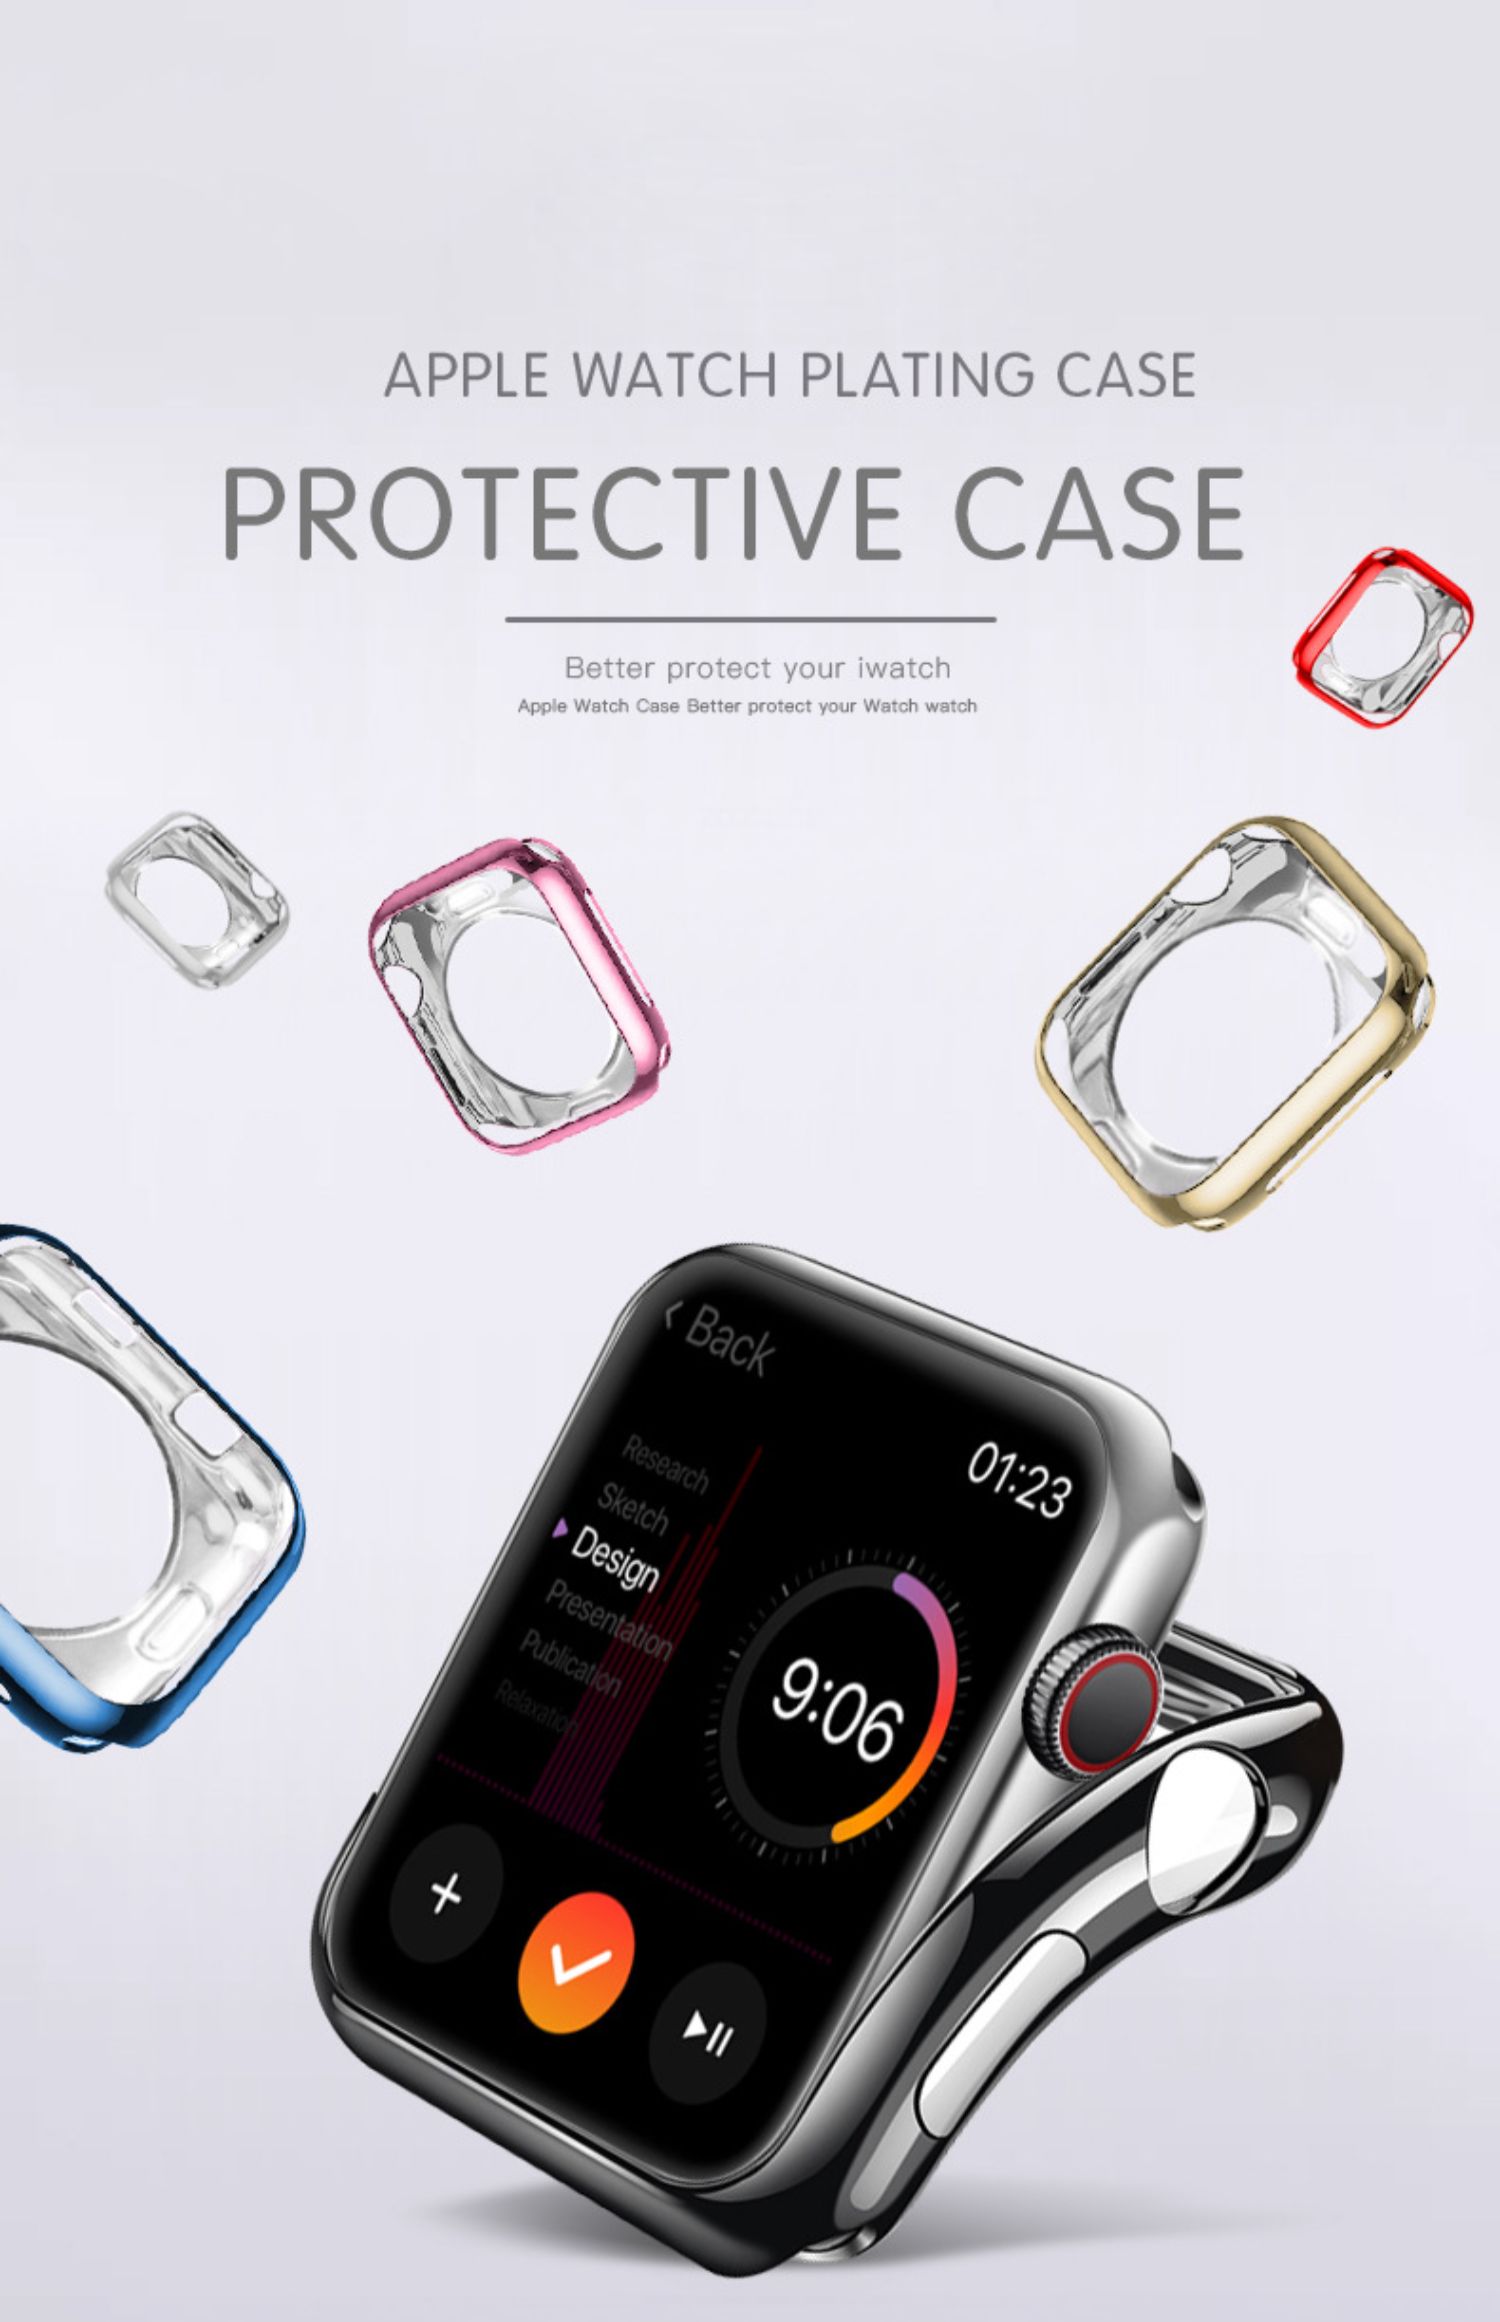 APPLE WATCH PLATING CASE
PROTECTIVE CASE
Better protect your iwatch
Apple Watch Case Better protect your Watch watch
‹ Back
01:23
Research
Sketch
Design
Presentation
Publication
Relaxation
9:06